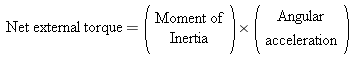 Net external torque = ( Moment of Inertia ) × ( Angular acceleration )